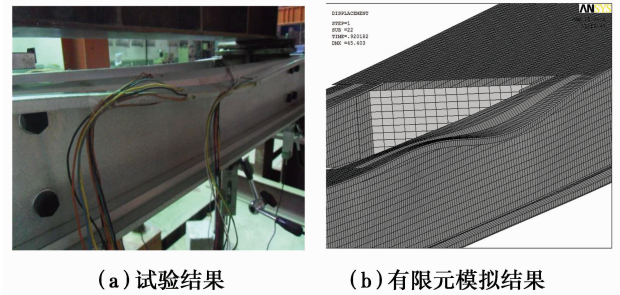 DISPLACEMENT
STEP=1
SUB =22
TIME=.920182
DMX =45.603
ANSYS
(a)试验结果
(b)有限元模拟结果